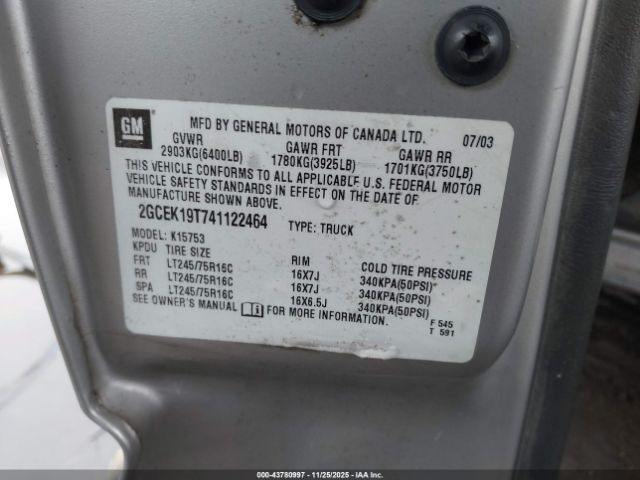 GM
MFD BY GENERAL MOTORS OF CANADA LTD. 07/03
GVWR GAWR FRT GAWR RR
2903KG(6400LB) 1780KG(3925LB) 1701KG(3750LB)
THIS VEHICLE CONFORMS TO ALL APPLICABLE U.S. FEDERAL MOTOR
VEHICLE SAFETY STANDARDS IN EFFECT ON THE DATE OF
MANUFACTURE SHOWN ABOVE.
2GCEK19T741122464 TYPE: TRUCK
MODEL: K15753
KPDU TIRE SIZE RIM COLD TIRE PRESSURE
FRT LT245/75R16C 16X7J 340KPA(50PSI)
RR LT245/75R16C 16X7J 340KPA(50PSI)
SPA LT245/75R16C 16X6.5J 340KPA(50PSI)
SEE OWNER'S MANUAL FOR MORE INFORMATION.
F 545
T 591
000-43780997 - 11/25/2025 - IAAI.COM